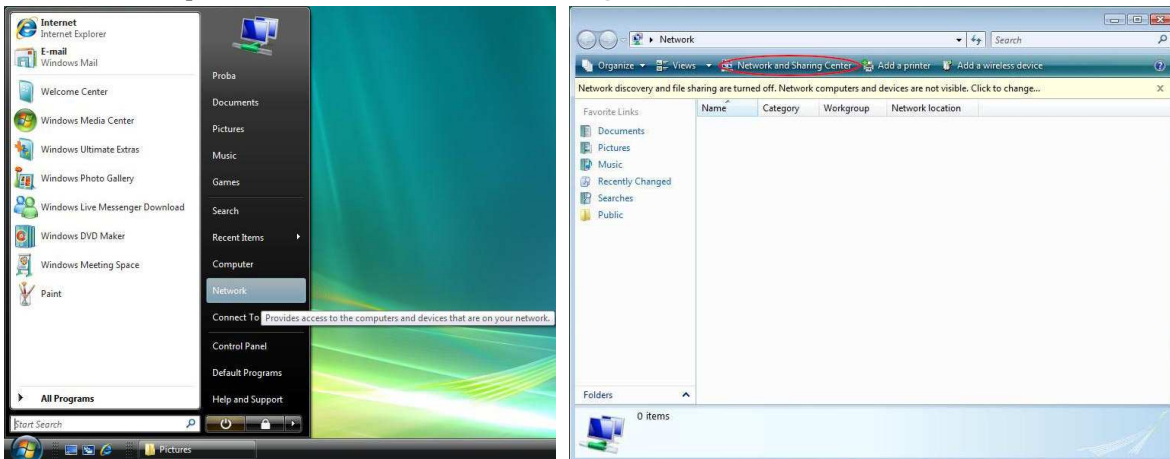 Internet
Internet Explorer
E-mail
Windows Mail
Welcome Center
Windows Media Center
Windows Ultimate Extras
Windows Photo Gallery
Windows Live Messenger Download
Windows DVD Maker
Windows Meeting Space
Paint
All Programs
Start Search
Proba
Documents
Pictures
Music
Games
Search
Recent Items
Computer
Network
Connect To
Provides access to the computers and devices that are on your network.
Control Panel
Default Programs
Help and Support
Pictures
Network
Search
Organize Views Network and Sharing Center Add a printer Add a wireless device
Network discovery and file sharing are turned off. Network computers and devices are not visible. Click to change...
Favorite Links
Name Category Workgroup Network location
Documents
Pictures
Music
Recently Changed
Searches
Public
Folders
0 items